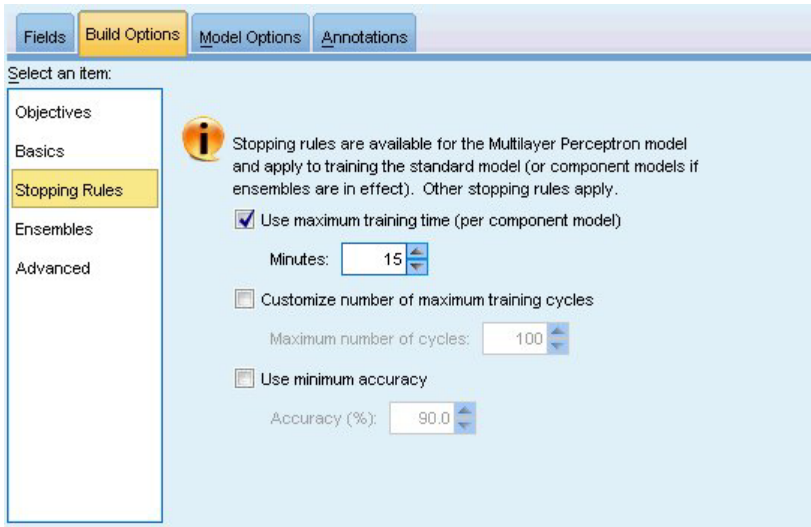 Fields Build Options Model Options Annotations
Select an item:
Objectives
Basics
Stopping Rules
Ensembles
Advanced
Stopping rules are available for the Multilayer Perceptron model
and apply to training the standard model (or component models if
ensembles are in effect). Other stopping rules apply.
Use maximum training time (per component model)
Minutes: 15
Customize number of maximum training cycles
Maximum number of cycles: 100
Use minimum accuracy
Accuracy (%): 90.0